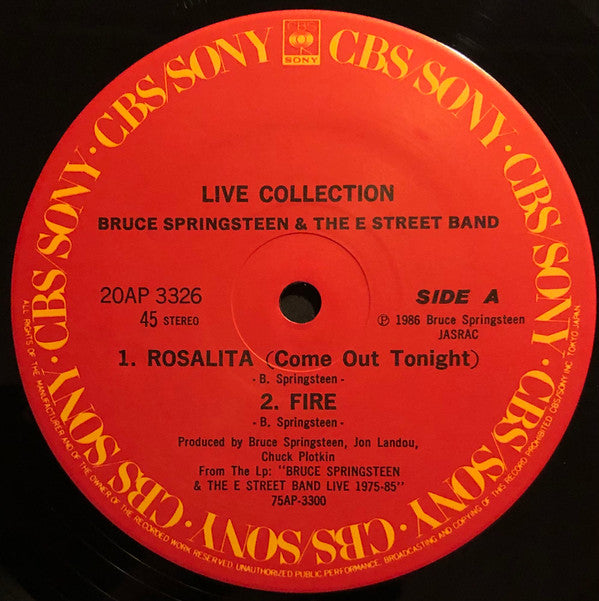 CBS
SONY
CBS/SONY · CBS/SONY · CBS/SONY · CBS/SONY · CBS/SONY · CBS/SONY · CBS/SONY · CBS/SONY
LIVE COLLECTION
BRUCE SPRINGSTEEN & THE E STREET BAND
20AP 3326
SIDE A
45 STEREO
Ⓟ 1986 Bruce Springsteen
JASRAC
1. ROSALITA (Come Out Tonight)
- B. Springsteen -
2. FIRE
- B. Springsteen -
Produced by Bruce Springsteen, Jon Landou,
Chuck Plotkin
From The Lp: "BRUCE SPRINGSTEEN
& THE E STREET BAND LIVE 1975-85"
75AP-3300
ALL RIGHTS OF THE MANUFACTURER AND OF THE OWNER OF THE RECORDED WORK RESERVED. UNAUTHORIZED PUBLIC PERFORMANCE, BROADCASTING AND COPYING OF THIS RECORD PROHIBITED. CBS/SONY INC. TOKYO JAPAN